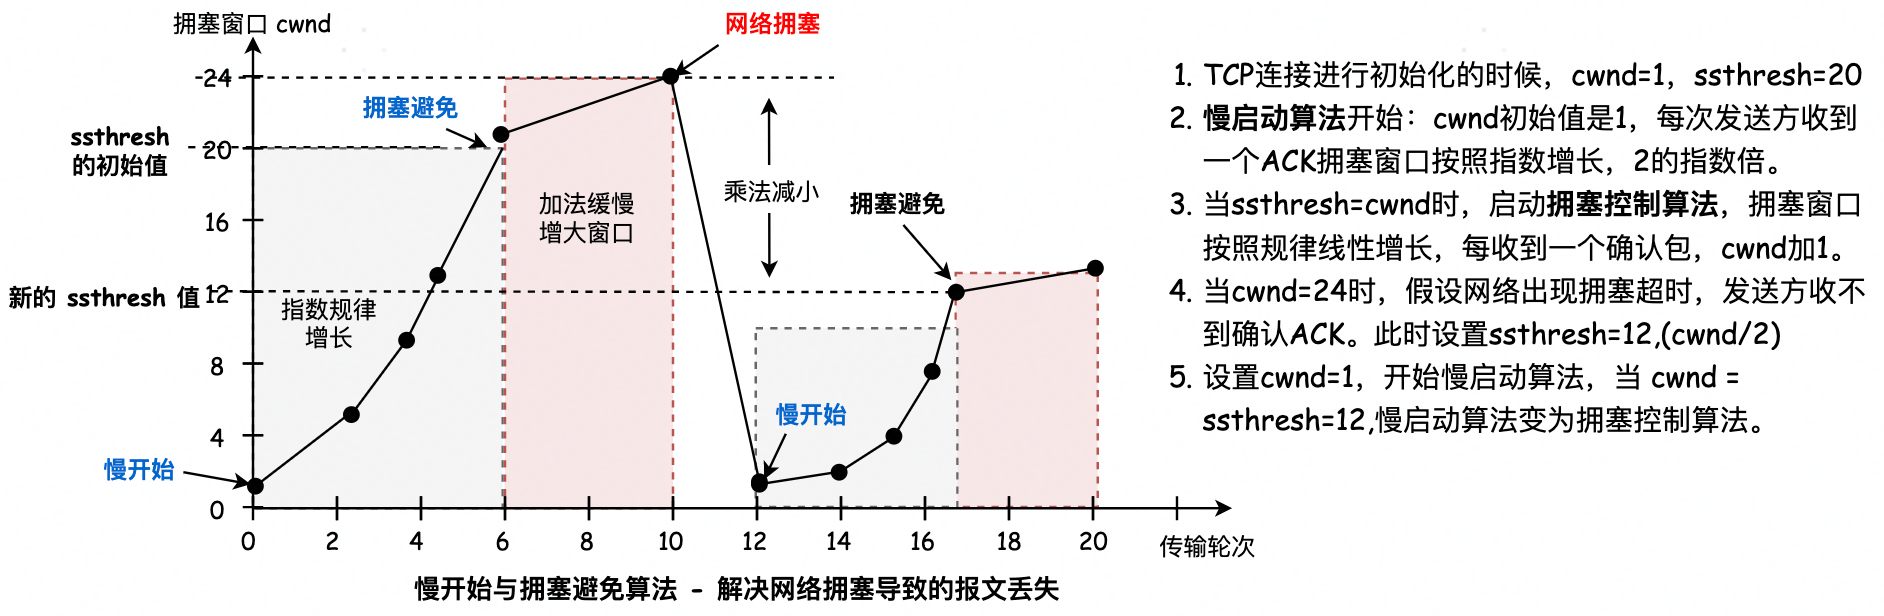 拥塞窗口 cwnd
网络拥塞
24
拥塞避免
ssthresh
的初始值
20
加法缓慢
增大窗口
乘法减小
拥塞避免
16
新的 ssthresh 值
12
指数规律
增长
8
慢开始
4
慢开始
0
0 2 4 6 8 10 12 14 16 18 20
传输轮次
慢开始与拥塞避免算法 - 解决网络拥塞导致的报文丢失
1. TCP连接进行初始化的时候，cwnd=1，ssthresh=20
2. 慢启动算法开始：cwnd初始值是1，每次发送方收到
一个ACK拥塞窗口按照指数增长，2的指数倍。
3. 当ssthresh=cwnd时，启动拥塞控制算法，拥塞窗口
按照规律线性增长，每收到一个确认包，cwnd加1。
4. 当cwnd=24时，假设网络出现拥塞超时，发送方收不
到确认ACK。此时设置ssthresh=12,(cwnd/2)
5. 设置cwnd=1，开始慢启动算法，当 cwnd =
ssthresh=12,慢启动算法变为拥塞控制算法。